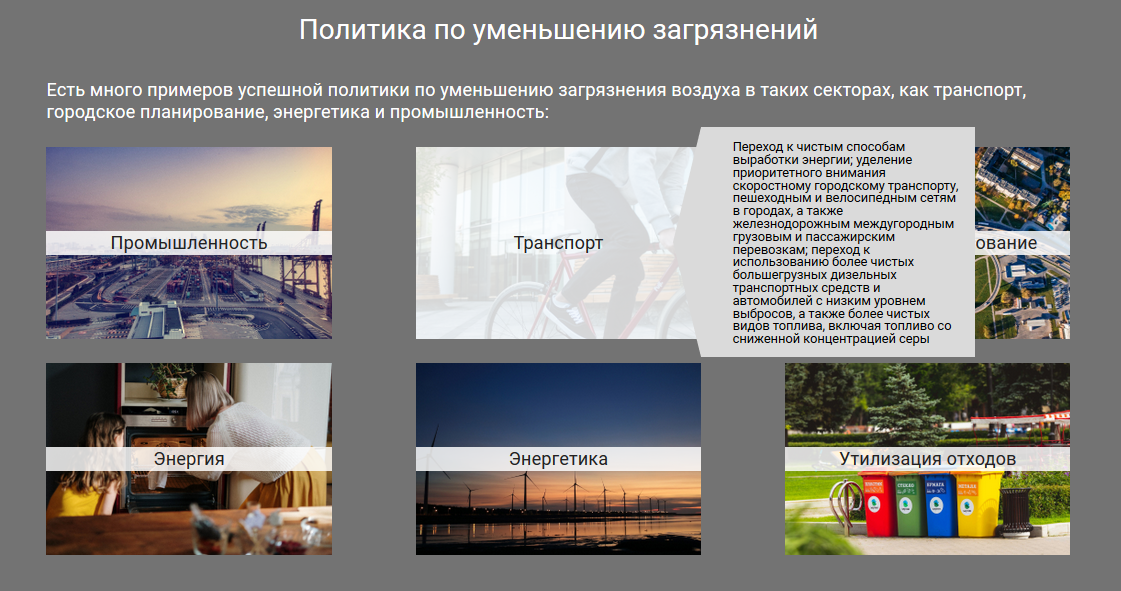 Политика по уменьшению загрязнений
Есть много примеров успешной политики по уменьшению загрязнения воздуха в таких секторах, как транспорт,
городское планирование, энергетика и промышленность:
Промышленность
Транспорт
Переход к чистым способам
выработки энергии; уделение
приоритетного внимания
скоростному городскому транспорту,
пешеходным и велосипедным сетям
в городах, а также
железнодорожным междугородным
грузовым и пассажирским
перевозкам; переход к
использованию более чистых
большегрузных дизельных
транспортных средств и
автомобилей с низким уровнем
выбросов, а также более чистых
видов топлива, включая топливо со
сниженной концентрацией серы
ование
Энергия
Энергетика
Утилизация отходов